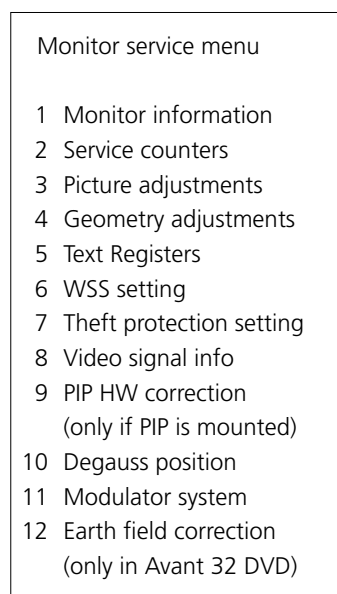 Monitor service menu
1 Monitor information
2 Service counters
3 Picture adjustments
4 Geometry adjustments
5 Text Registers
6 WSS setting
7 Theft protection setting
8 Video signal info
9 PIP HW correction
(only if PIP is mounted)
10 Degauss position
11 Modulator system
12 Earth field correction
(only in Avant 32 DVD)